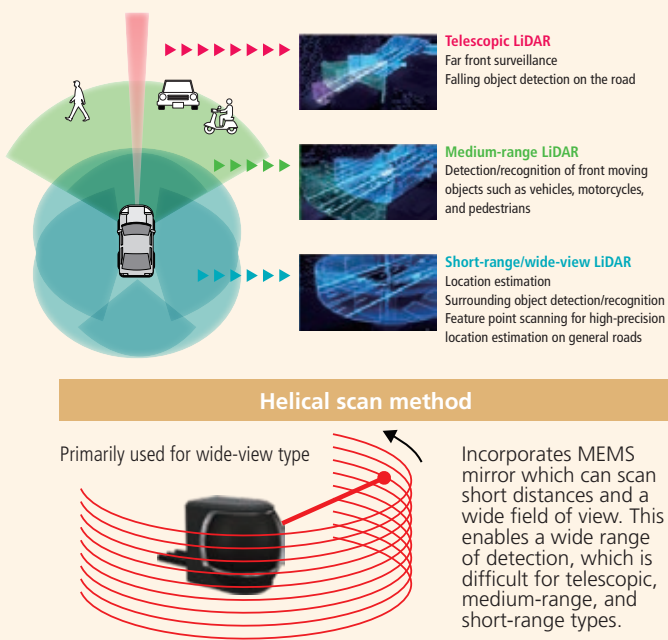 Telescopic LiDAR
Far front surveillance
Falling object detection on the road
Medium-range LiDAR
Detection/recognition of front moving
objects such as vehicles, motorcycles,
and pedestrians
Short-range/wide-view LiDAR
Location estimation
Surrounding object detection/recognition
Feature point scanning for high-precision
location estimation on general roads
Helical scan method
Primarily used for wide-view type
Incorporates MEMS
mirror which can scan
short distances and a
wide field of view. This
enables a wide range
of detection, which is
difficult for telescopic,
medium-range, and
short-range types.